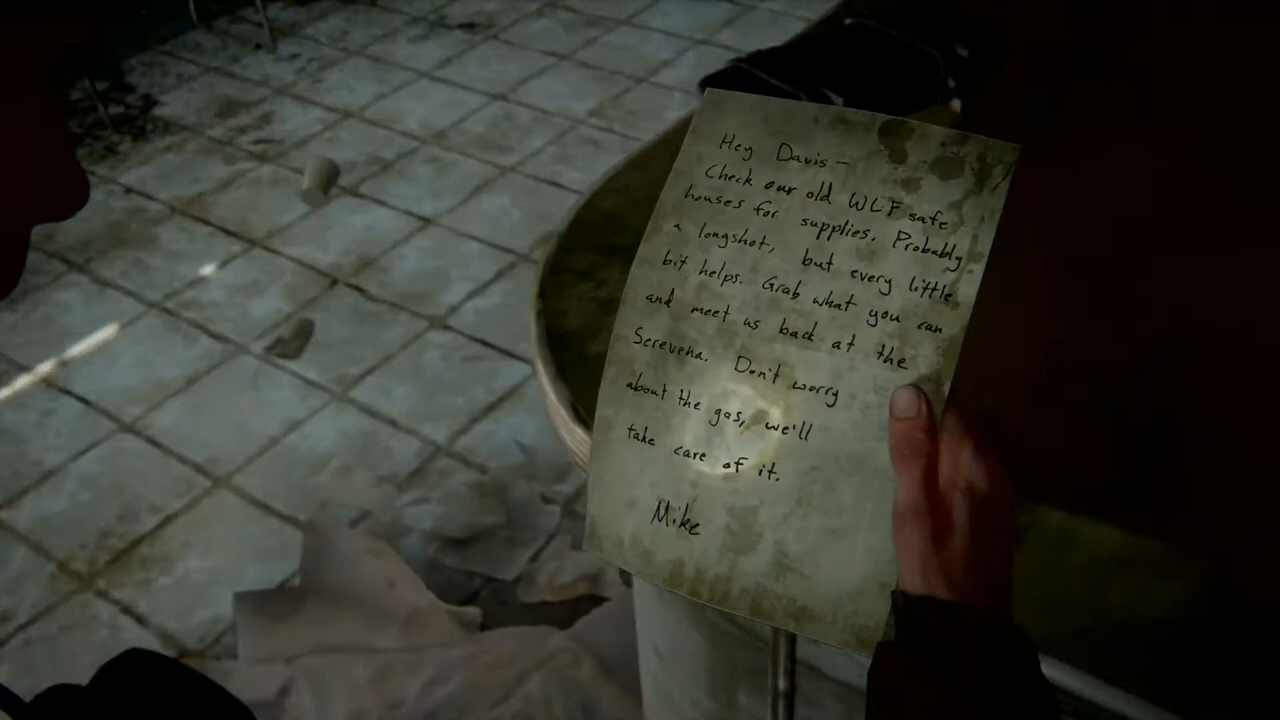 Hey Davis -
Check our old WLF safe
houses for supplies. Probably
a longshot, but every little
bit helps. Grab what you can
and meet us back at the
Serevena. Don't worry
about the gas, we'll
take care of it.
Mike